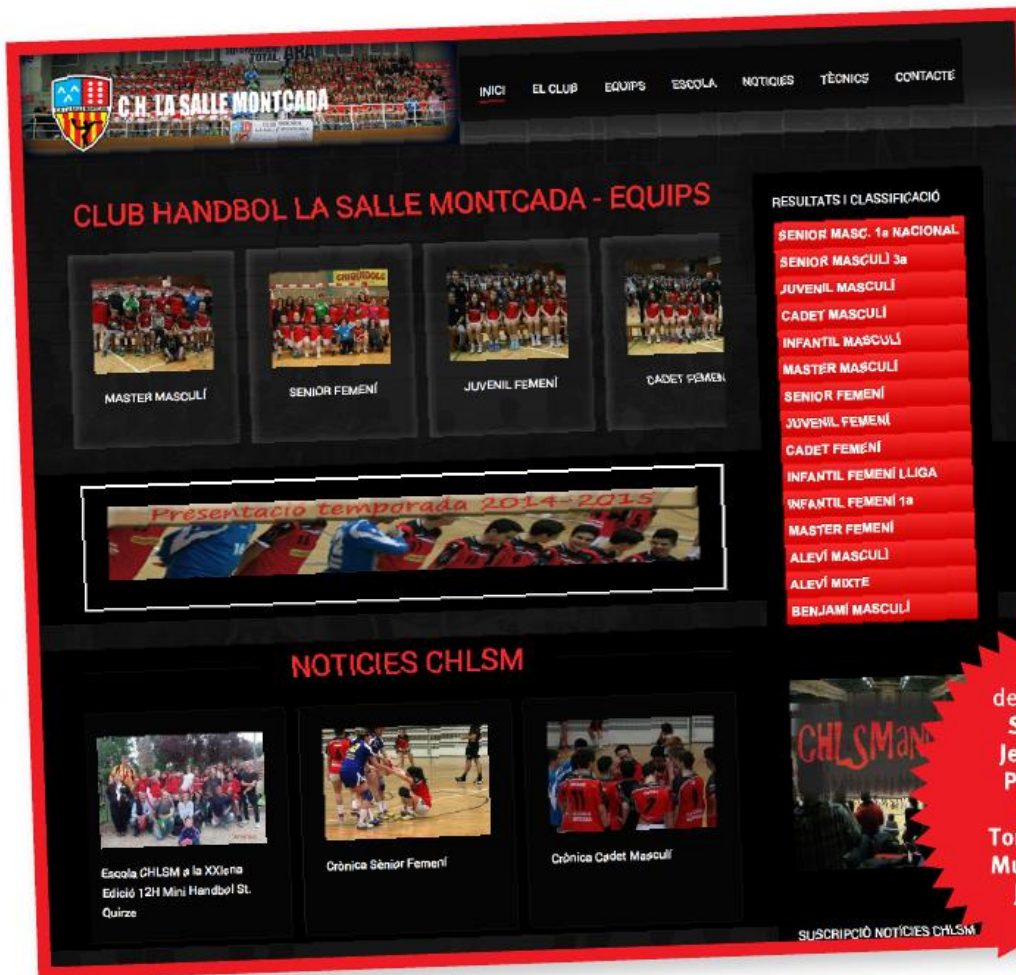 C.H. LA SALLE MONTCADA
INICI
EL CLUB
EQUIPS
ESCOLA
NOTICIES
TÈCNICS
CONTACTE
CLUB HANDBOL LA SALLE MONTCADA - EQUIPS
MASTER MASCULÍ
SENIOR FEMENÍ
JUVENIL FEMENÍ
CADET FEMEN
RESULTATS I CLASSIFICACIÓ
SENIOR MASC. 1a NACIONAL
SENIOR MASCULÍ 3a
JUVENIL MASCULÍ
CADET MASCULÍ
INFANTIL MASCULÍ
MASTER MASCULÍ
SENIOR FEMENÍ
JUVENIL FEMENÍ
CADET FEMENÍ
INFANTIL FEMENÍ LLIGA
INFANTIL FEMENÍ 1a
MASTER FEMENÍ
ALEVÍ MASCULÍ
ALEVÍ MIXTE
BENJAMÍ MASCULÍ
Presentació temporada 2014-2015
NOTICIES CHLSM
Escola CHLSM a la XXIena
Edició 12H Mini Handbol St.
Quirze
Crònica Sènior Femení
Crònica Cadet Masculí
SUSCRIPCIÓ NOTÍCIES CHLSM